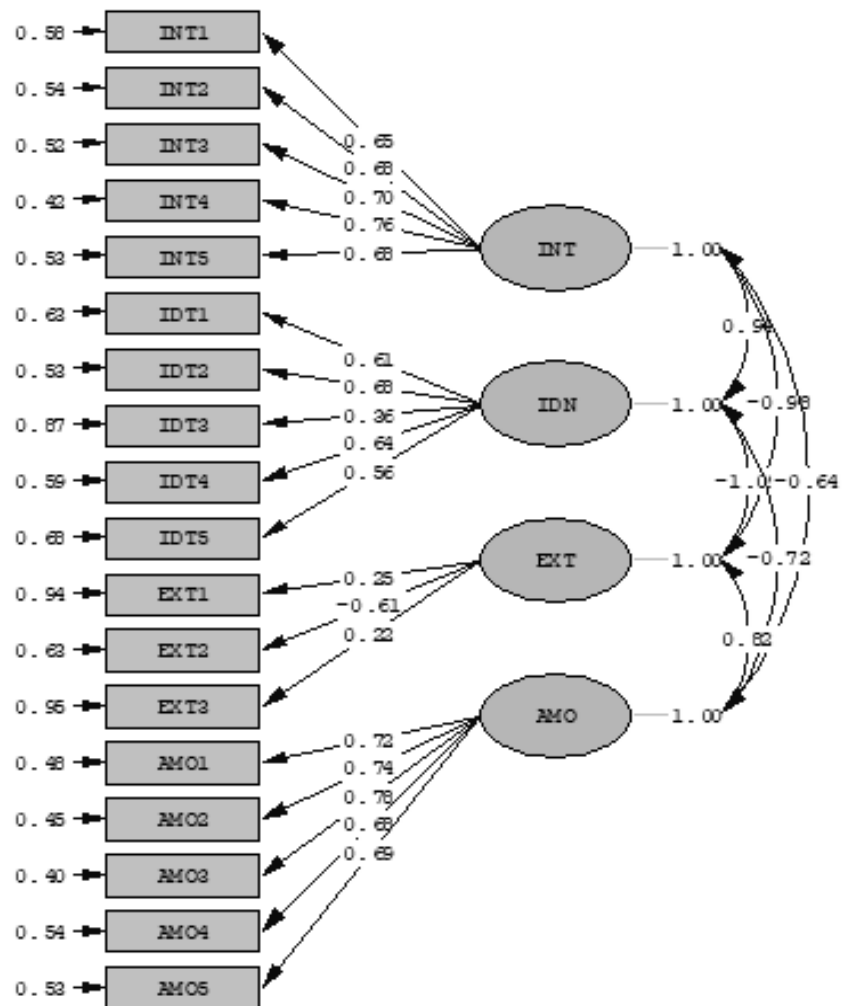 0.58 INT1
0.54 INT2
0.52 INT3
0.42 INT4
0.53 INT5
0.63 IDT1
0.53 IDT2
0.87 IDT3
0.59 IDT4
0.68 IDT5
0.94 EXT1
0.63 EXT2
0.95 EXT3
0.48 AMO1
0.45 AMO2
0.40 AMO3
0.54 AMO4
0.53 AMO5
0.65
0.68
0.70
0.76
0.68
0.61
0.68
0.36
0.64
0.56
0.25
-0.61
0.22
0.72
0.74
0.78
0.68
0.69
INT 1.00
IDN 1.00
EXT 1.00
AMO 1.00
0.94
-0.98
-0.64
-0.72
0.82